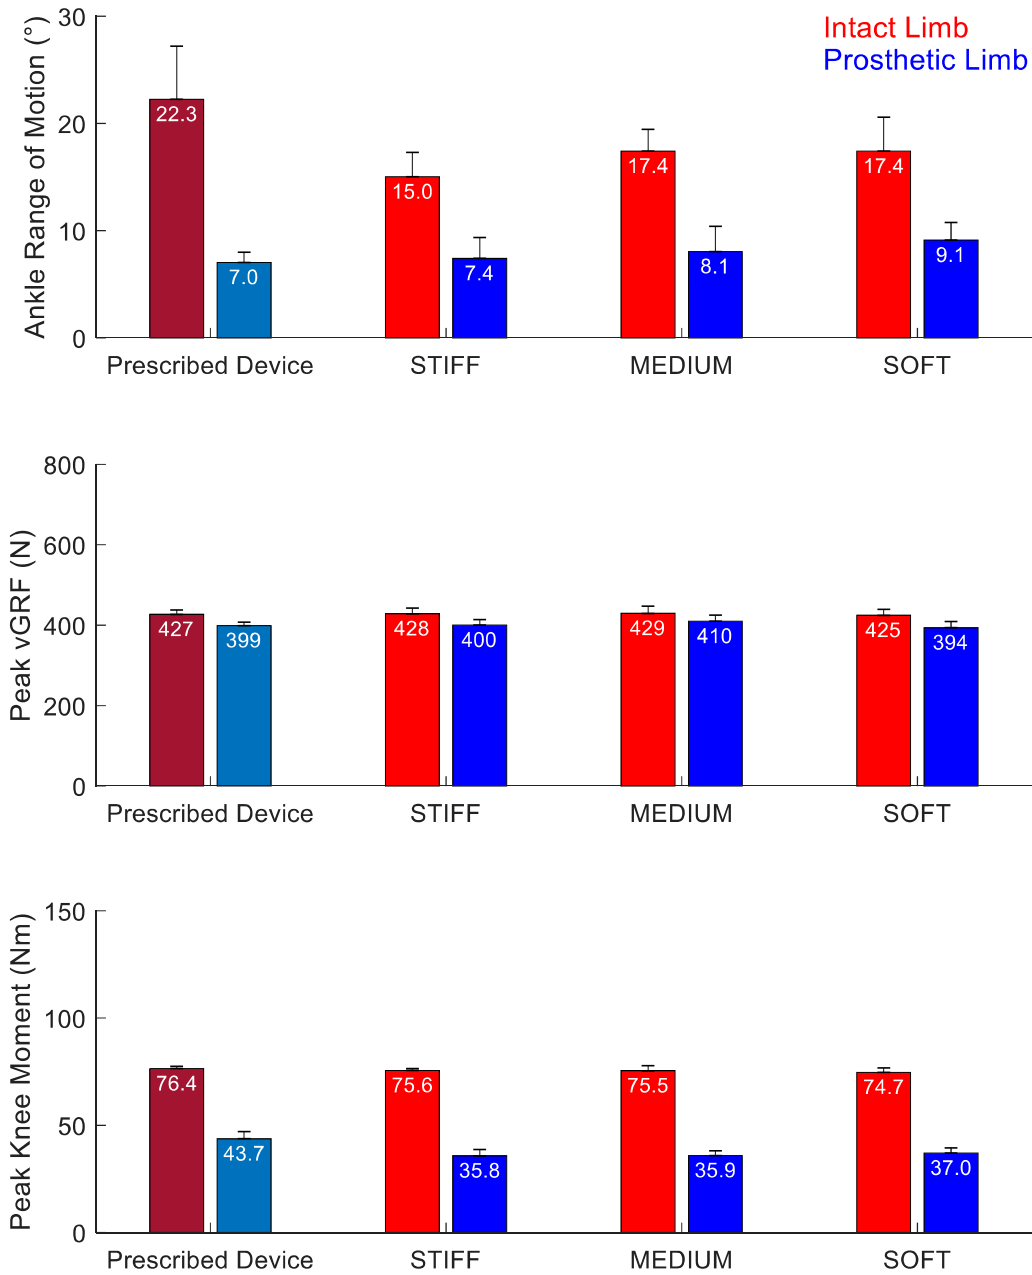 Intact Limb
Prosthetic Limb
Ankle Range of Motion (°)
30
20
10
0
22.3
7.0
15.0
7.4
17.4
8.1
17.4
9.1
Prescribed Device
STIFF
MEDIUM
SOFT
Peak vGRF (N)
800
600
400
200
0
427
399
428
400
429
410
425
394
Prescribed Device
STIFF
MEDIUM
SOFT
Peak Knee Moment (Nm)
150
100
50
0
76.4
43.7
75.6
35.8
75.5
35.9
74.7
37.0
Prescribed Device
STIFF
MEDIUM
SOFT